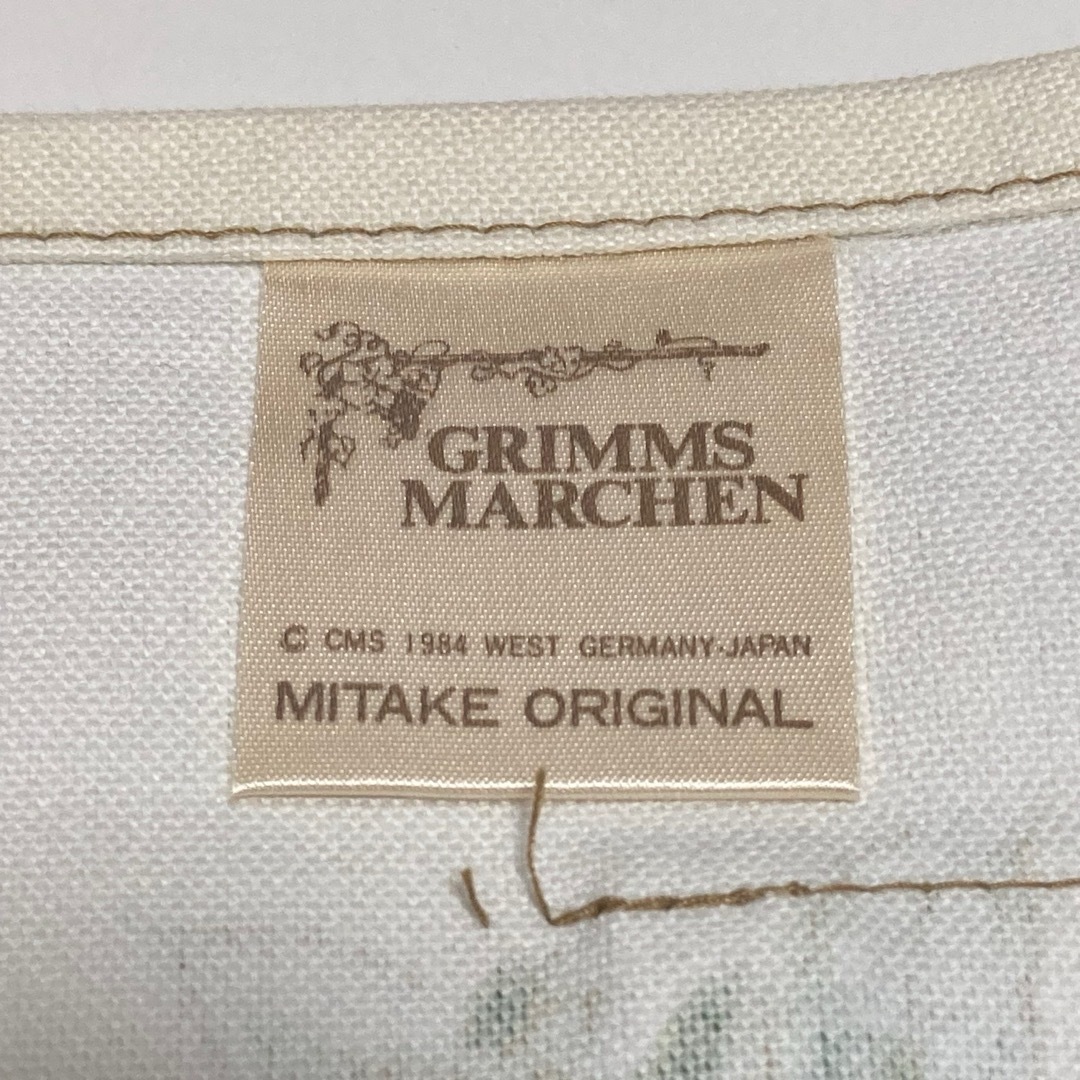 GRIMMS
MARCHEN
© CMS 1984 WEST GERMANY·JAPAN
MITAKE ORIGINAL